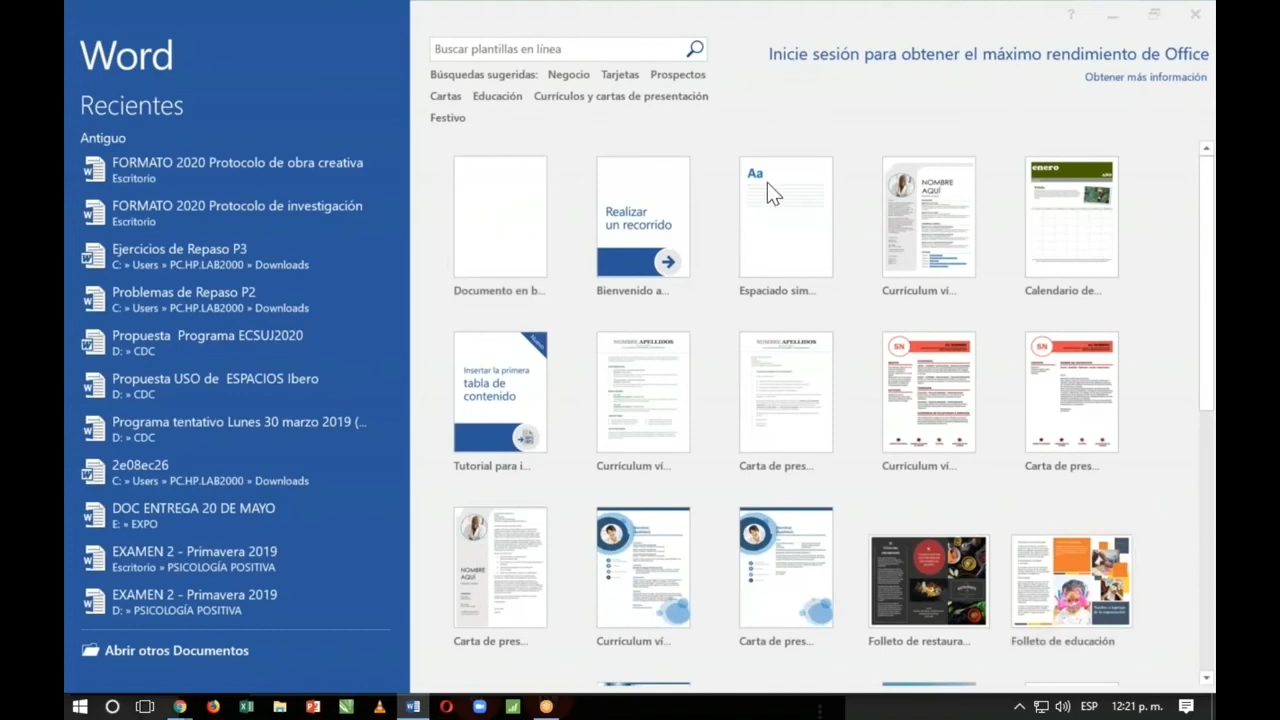 Word
Recientes
Antiguo
FORMATO 2020 Protocolo de obra creativa
Escritorio
FORMATO 2020 Protocolo de investigación
Escritorio
Ejercicios de Repaso P3
C: » Users » PC.HP.LAB2000 » Downloads
Problemas de Repaso P2
C: » Users » PC.HP.LAB2000 » Downloads
Propuesta Programa ECSUJ2020
D: » CDC
Propuesta USO de ESPACIOS Ibero
D: » CDC
Programa tentativo Lunes 30 marzo 2019 (...
D: » CDC
2e08ec26
C: » Users » PC.HP.LAB2000 » Downloads
DOC ENTREGA 20 DE MAYO
E: » EXPO
EXAMEN 2 - Primavera 2019
Escritorio » PSICOLOGÍA POSITIVA
EXAMEN 2 - Primavera 2019
D: » PSICOLOGÍA POSITIVA
Abrir otros Documentos
?
Buscar plantillas en línea
Inicie sesión para obtener el máximo rendimiento de Office
Obtener más información
Búsquedas sugeridas: Negocio Tarjetas Prospectos
Cartas Educación Currículos y cartas de presentación
Festivo
Realizar
un recorrido
Aa
NOMBRE
AQUÍ
enero
Documento en b...
Bienvenido a...
Espaciado sim...
Currículum ví...
Calendario de...
Insertar la primera
tabla de
contenido
NOMBRE APELLIDOS
NOMBRE APELLIDOS
SN
SN
Tutorial para i...
Currículum ví...
Carta de pres...
Currículum ví...
Carta de pres...
NOMBRE
AQUÍ
Carta de pres...
Currículum ví...
Carta de pres...
Folleto de restaura...
Folleto de educación
ESP
12:21 p. m.